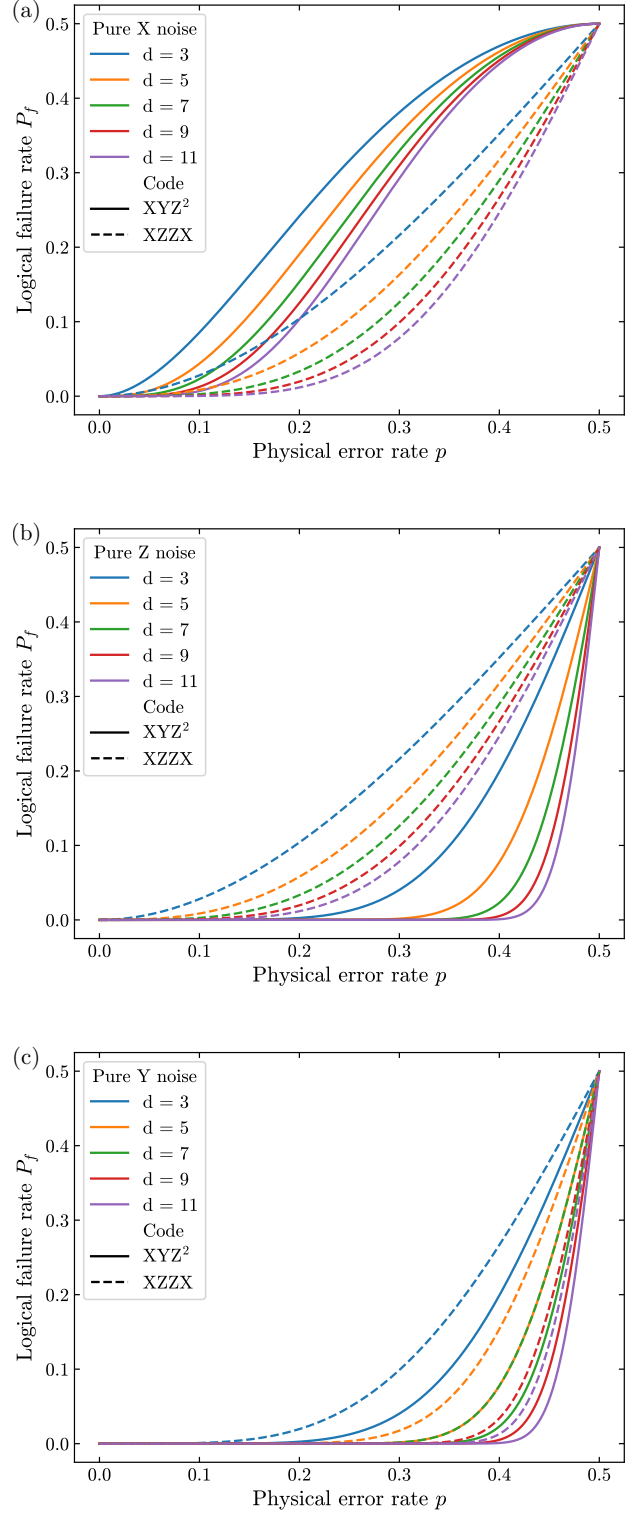 (a)
Pure X noise
d = 3
d = 5
d = 7
d = 9
d = 11
Code
XYZ²
XZZX
Logical failure rate P_f
0.5
0.4
0.3
0.2
0.1
0.0
0.0 0.1 0.2 0.3 0.4 0.5
Physical error rate p
(b)
Pure Z noise
d = 3
d = 5
d = 7
d = 9
d = 11
Code
XYZ²
XZZX
Logical failure rate P_f
0.5
0.4
0.3
0.2
0.1
0.0
0.0 0.1 0.2 0.3 0.4 0.5
Physical error rate p
(c)
Pure Y noise
d = 3
d = 5
d = 7
d = 9
d = 11
Code
XYZ²
XZZX
Logical failure rate P_f
0.5
0.4
0.3
0.2
0.1
0.0
0.0 0.1 0.2 0.3 0.4 0.5
Physical error rate p